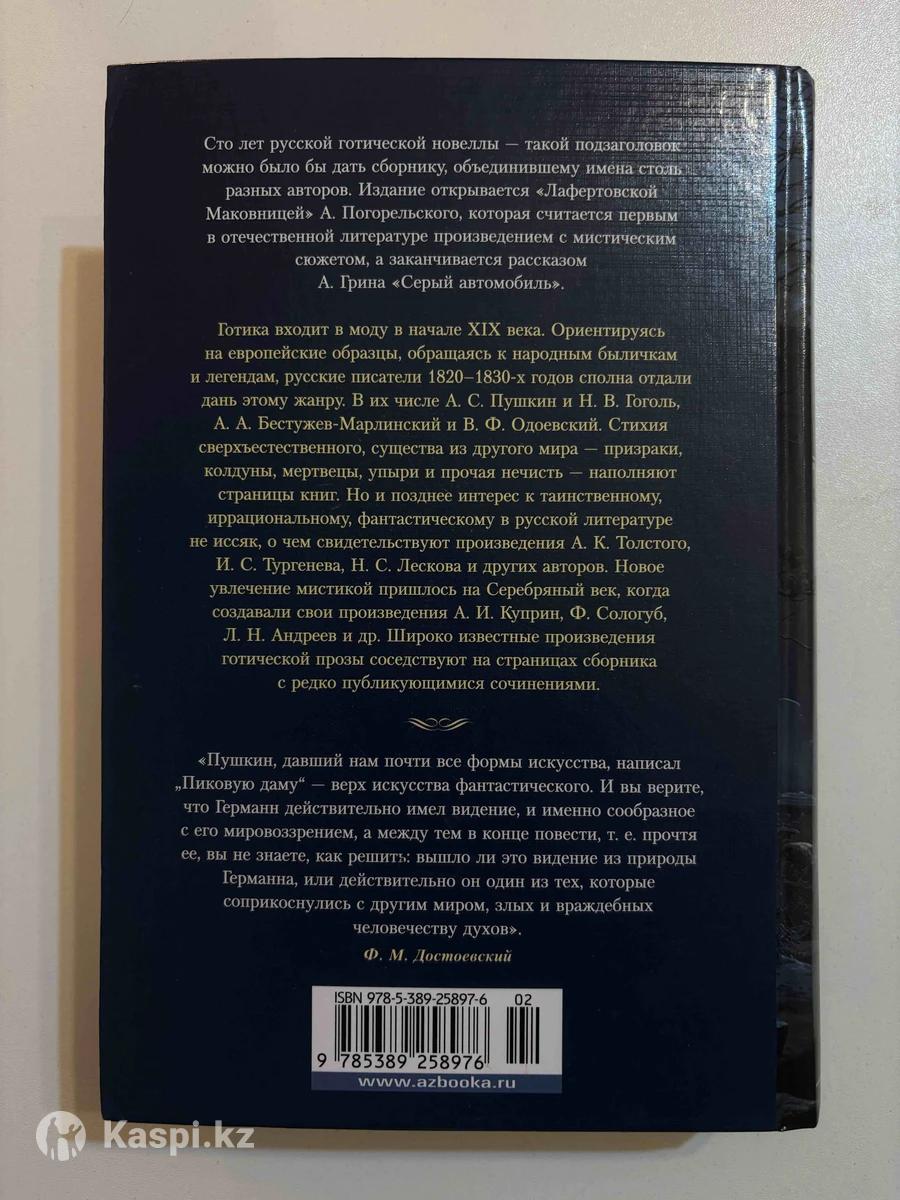 Сто лет русской готической новеллы — такой подзаголовок
можно было бы дать сборнику, объединившему имена столь
разных авторов. Издание открывается «Лафертовской
Маковницей» А. Погорельского, которая считается первым
в отечественной литературе произведением с мистическим
сюжетом, а заканчивается рассказом
А. Грина «Серый автомобиль».
Готика входит в моду в начале XIX века. Ориентируясь
на европейские образцы, обращаясь к народным быличкам
и легендам, русские писатели 1820–1830-х годов сполна отдали
дань этому жанру. В их числе А. С. Пушкин и Н. В. Гоголь,
А. А. Бестужев-Марлинский и В. Ф. Одоевский. Стихия
сверхъестественного, существа из другого мира — призраки,
колдуны, мертвецы, упыри и прочая нечисть — наполняют
страницы книг. Но и позднее интерес к таинственному,
иррациональному, фантастическому в русской литературе
не иссяк, о чем свидетельствуют произведения А. К. Толстого,
И. С. Тургенева, Н. С. Лескова и других авторов. Новое
увлечение мистикой пришлось на Серебряный век, когда
создавали свои произведения А. И. Куприн, Ф. Сологуб,
Л. Н. Андреев и др. Широко известные произведения
готической прозы соседствуют на страницах сборника
с редко публикующимися сочинениями.
«Пушкин, давший нам почти все формы искусства, написал
„Пиковую даму“ — верх искусства фантастического. И вы верите,
что Германн действительно имел видение, и именно сообразное
с его мировоззрением, а между тем в конце повести, т. е. прочтя
ее, вы не знаете, как решить: вышло ли это видение из природы
Германна, или действительно он один из тех, которые
соприкоснулись с другим миром, злых и враждебных
человечеству духов».
Ф. М. Достоевский
ISBN 978-5-389-25897-6 02
9 785389 258976
www.azbooka.ru
Kaspi.kz